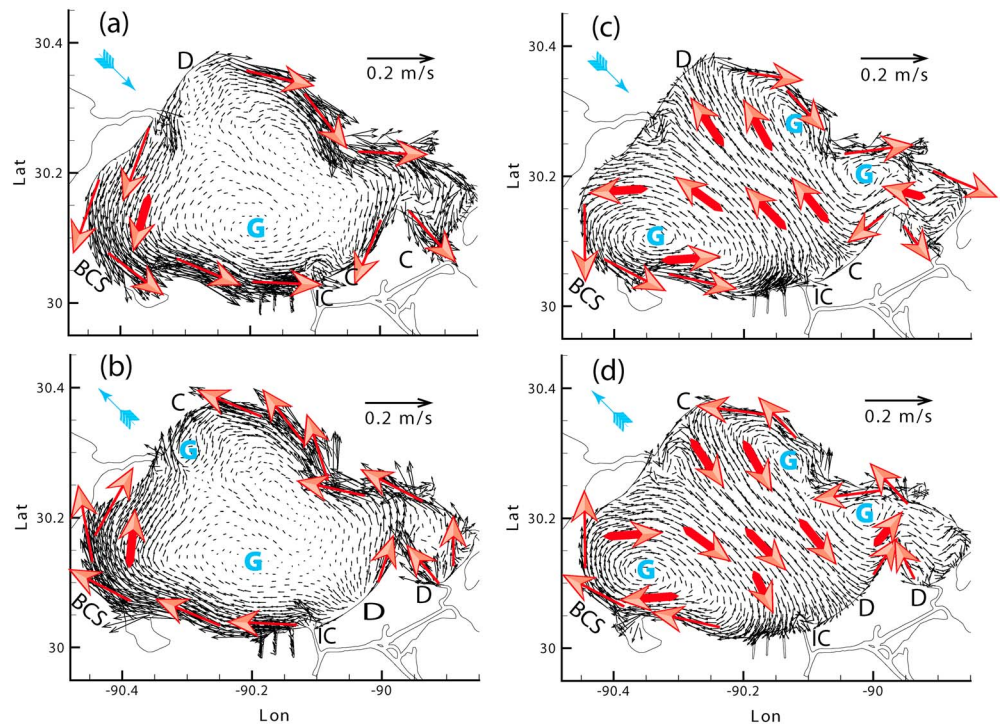 (a)
30.4
D
0.2 m/s
Lat
30.2
G
C
C
BCS
IC
30
(c)
30.4
D
0.2 m/s
G
Lat
30.2
G
G
C
BCS
IC
30
(b)
30.4
C
0.2 m/s
G
Lat
30.2
G
D
D
BCS
IC
30
-90.4
-90.2
-90
Lon
(d)
30.4
C
0.2 m/s
G
Lat
30.2
G
G
D
D
BCS
IC
30
-90.4
-90.2
-90
Lon